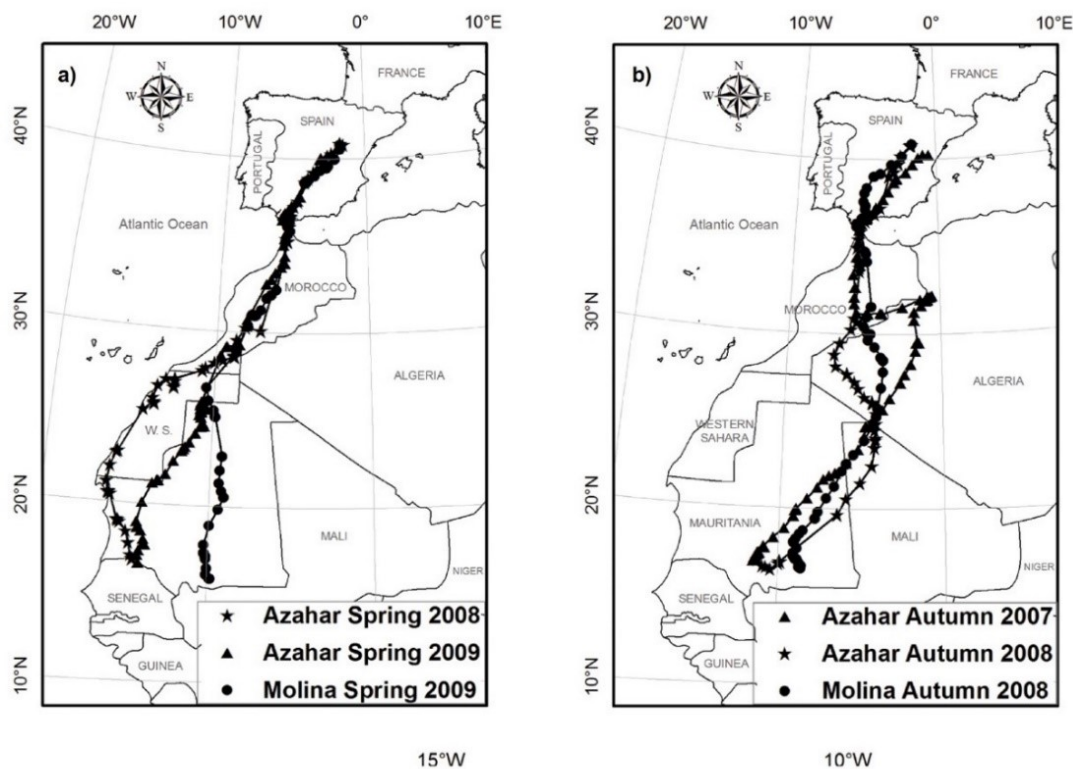 20°W 10°W 0° 10°E
a)
N
W E
S
FRANCE
40°N
SPAIN
PORTUGAL
Atlantic Ocean
MOROCCO
30°N
ALGERIA
W. S.
20°N
MALI
NIGER
SENEGAL
Azahar Spring 2008
Azahar Spring 2009
GUINEA
Molina Spring 2009
10°N
20°W 10°W 0° 10°E
b)
N
W E
S
FRANCE
40°N
SPAIN
PORTUGAL
Atlantic Ocean
MOROCCO
30°N
ALGERIA
WESTERN
SAHARA
20°N
MAURITANIA
MALI
NIGER
SENEGAL
Azahar Autumn 2007
Azahar Autumn 2008
GUINEA
Molina Autumn 2008
10°N
15°W 10°W